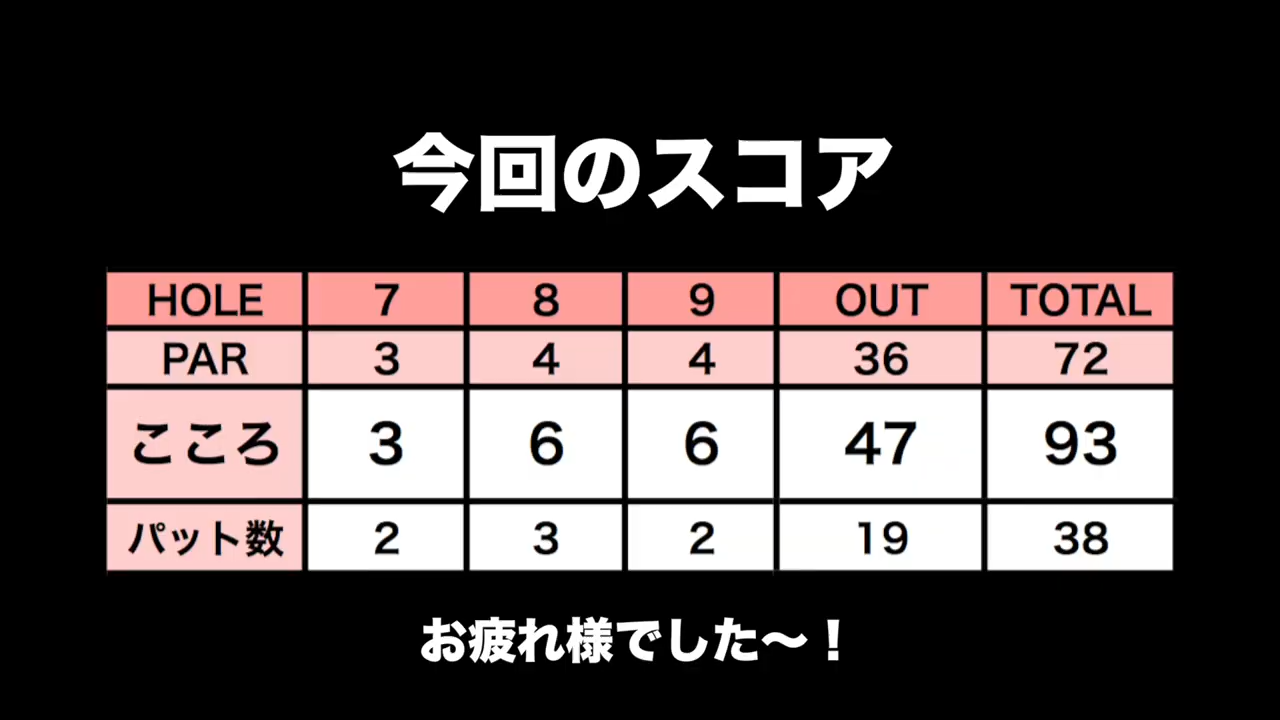 今回のスコア
HOLE 7 8 9 OUT TOTAL
PAR 3 4 4 36 72
こころ 3 6 6 47 93
パット数 2 3 2 19 38
お疲れ様でした〜！